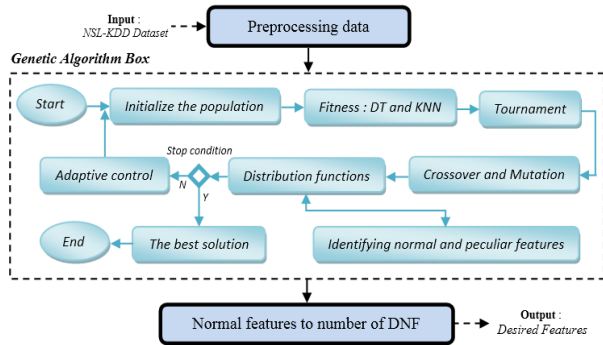 Input :
NSL-KDD Dataset
Preprocessing data
Genetic Algorithm Box
Start
Initialize the population
Fitness : DT and KNN
Tournament
Stop condition
Adaptive control
N
Y
Distribution functions
Crossover and Mutation
End
The best solution
Identifying normal and peculiar features
Normal features to number of DNF
Output :
Desired Features